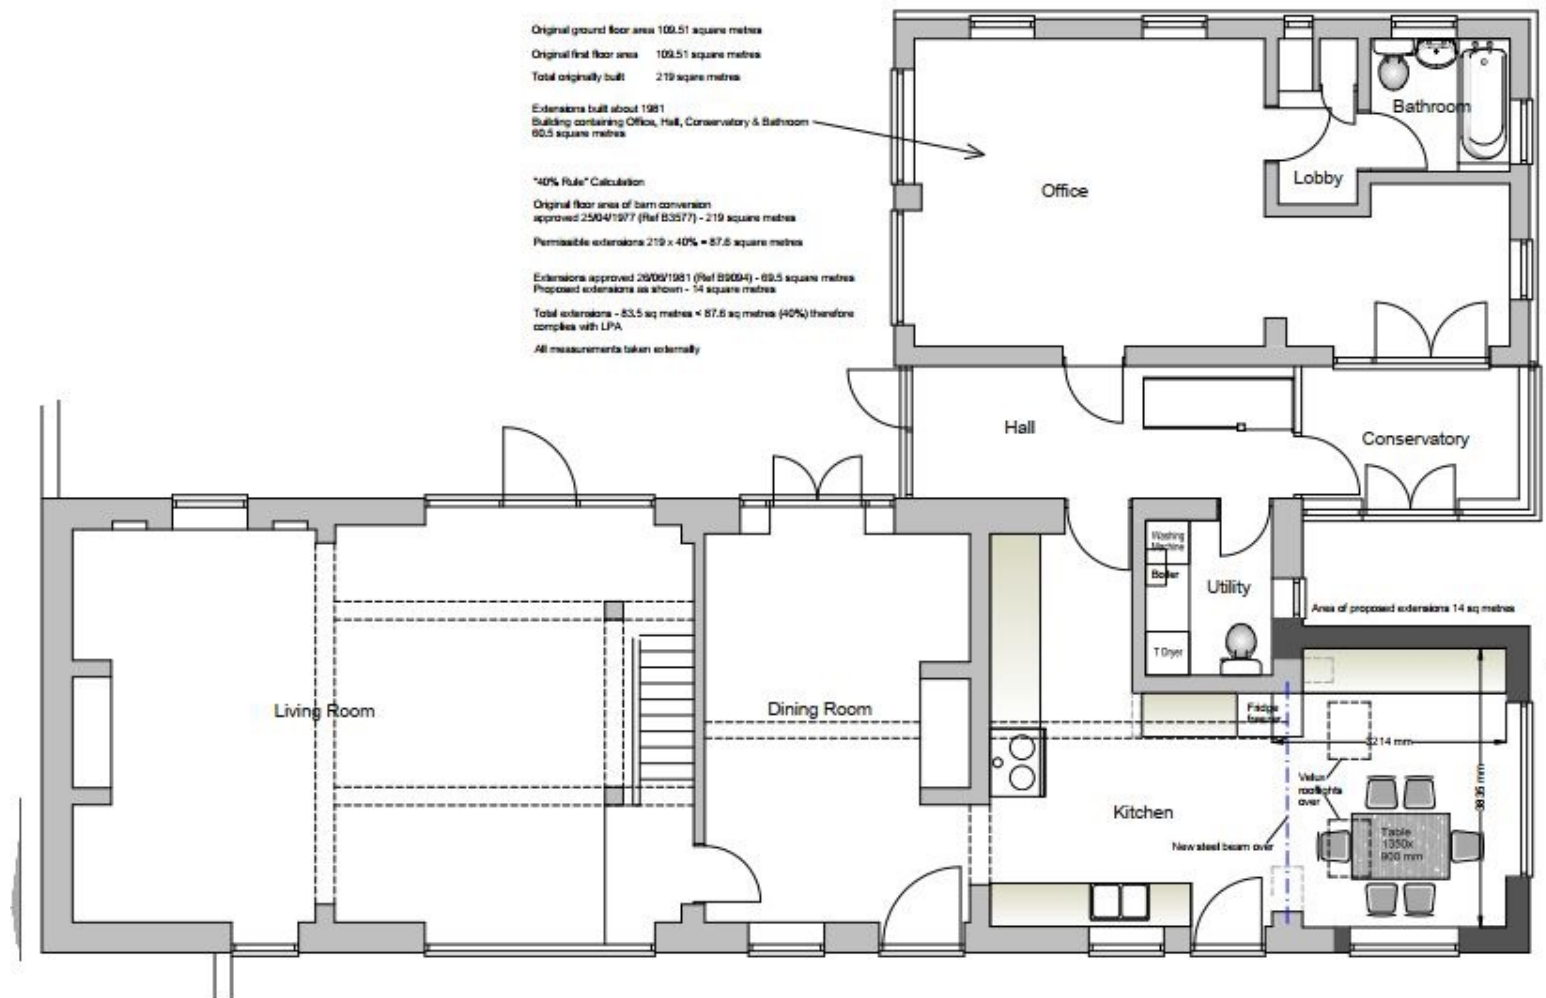 Original ground floor area 109.51 square metres
Original first floor area 109.51 square metres
Total originally built 219 sqare metres
Extensions built about 1981
Building containing Office, Hall, Conservatory & Bathroom
60.5 square metres
"40% Rule" Calculation
Original floor area of barn conversion
approved 25/04/1977 (Ref B3577) - 219 square metres
Permissible extensions 219 x 40% = 87.6 square metres
Extensions approved 26/06/1981 (Ref B9094) - 69.5 square metres
Proposed extensions as shown - 14 square metres
Total extensions - 83.5 sq metres < 87.6 sq metres (40%) therefore
complies with LPA
All measurements taken externally
Bathroom
Lobby
Office
Hall
Conservatory
Washing
Machine
Boiler
Utility
T Dryer
Area of proposed extensions 14 sq metres
Living Room
Dining Room
Fridge
freezer
3214 mm
Velux
rooflights
over
3835 mm
Kitchen
New steel beam over
Table
1350x
900 mm